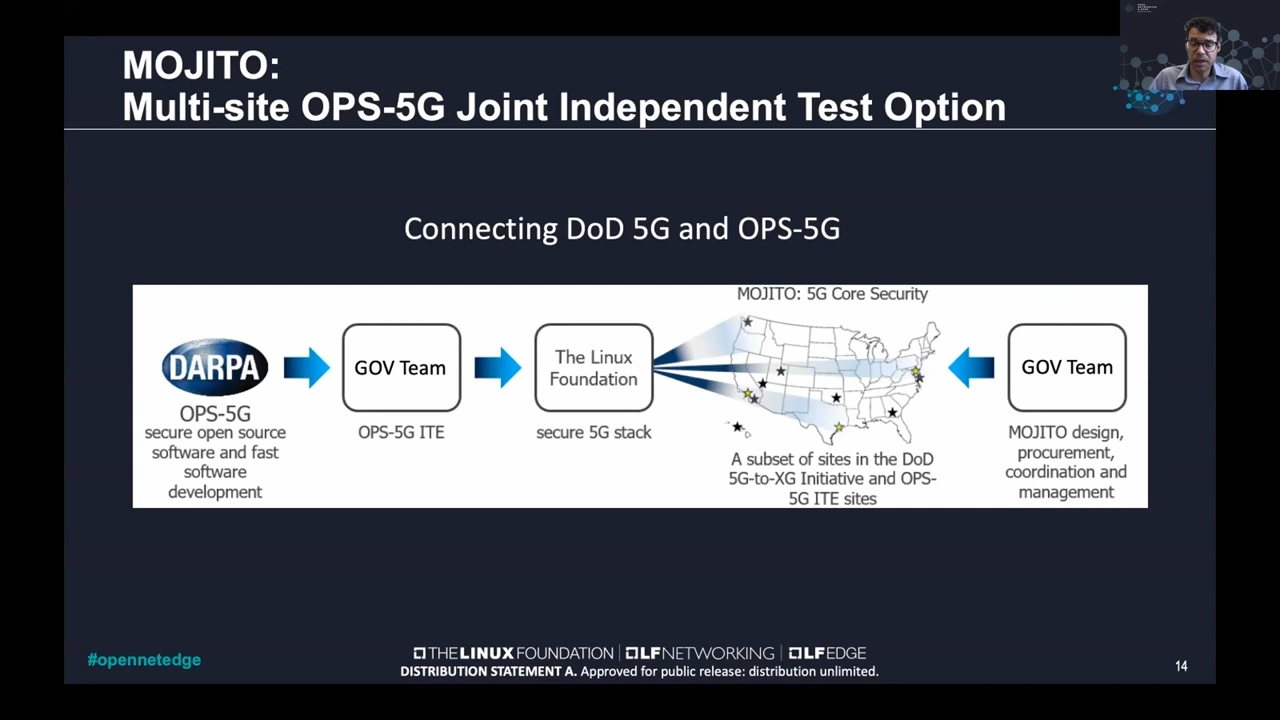 MOJITO:
Multi-site OPS-5G Joint Independent Test Option
Connecting DoD 5G and OPS-5G
DARPA
OPS-5G
secure open source
software and fast
software
development
GOV Team
OPS-5G ITE
The Linux
Foundation
secure 5G stack
MOJITO: 5G Core Security
A subset of sites in the DoD
5G-to-XG Initiative and OPS-
5G ITE sites
GOV Team
MOJITO design,
procurement,
coordination and
management
#opennetedge
THE LINUX FOUNDATION | LF NETWORKING | LF EDGE
DISTRIBUTION STATEMENT A. Approved for public release: distribution unlimited.
14